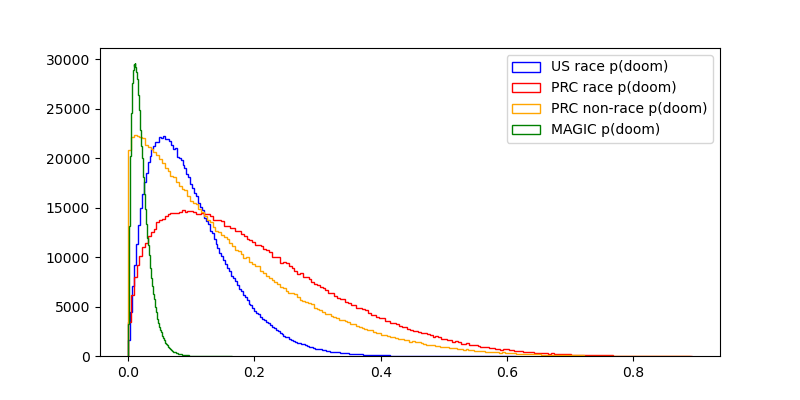 30000
25000
20000
15000
10000
5000
0
0.0 0.2 0.4 0.6 0.8
US race p(doom)
PRC race p(doom)
PRC non-race p(doom)
MAGIC p(doom)